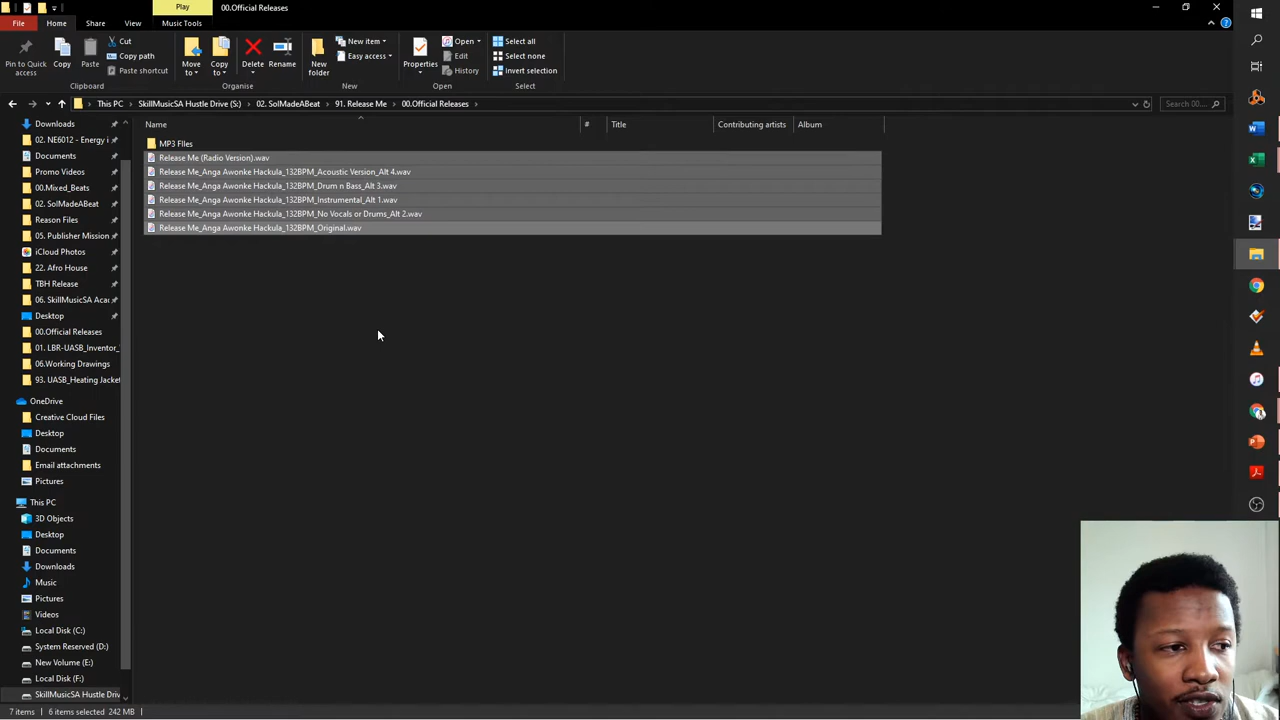 Play
00.Official Releases
File
Home
Share
View
Music Tools
Pin to Quick access
Copy
Paste
Cut
Copy path
Paste shortcut
Clipboard
Move to
Copy to
Delete
Rename
Organise
New folder
New item
Easy access
New
Properties
Open
Edit
History
Open
Select all
Select none
Invert selection
Select
This PC
SkillMusicSA Hustle Drive (S:)
02. SolMadeABeat
91. Release Me
00.Official Releases
Search 00....
Name
#
Title
Contributing artists
Album
MP3 FIles
Release Me (Radio Version).wav
Release Me_Anga Awonke Hackula_132BPM_Acoustic Version_Alt 4.wav
Release Me_Anga Awonke Hackula_132BPM_Drum n Bass_Alt 3.wav
Release Me_Anga Awonke Hackula_132BPM_Instrumental_Alt 1.wav
Release Me_Anga Awonke Hackula_132BPM_No Vocals or Drums_Alt 2.wav
Release Me_Anga Awonke Hackula_132BPM_Original.wav
Downloads
02. NE6012 - Energy i
Documents
Promo Videos
00.Mixed_Beats
02. SolMadeABeat
Reason Files
05. Publisher Mission
iCloud Photos
22. Afro House
TBH Release
06. SkillMusicSA Aca
Desktop
00.Official Releases
01. LBR-UASB_Inventor_
06.Working Drawings
93. UASB_Heating Jacket
OneDrive
Creative Cloud Files
Desktop
Documents
Email attachments
Pictures
This PC
3D Objects
Desktop
Documents
Downloads
Music
Pictures
Videos
Local Disk (C:)
System Reserved (D:)
New Volume (E:)
Local Disk (F:)
SkillMusicSA Hustle Driv
7 items
6 items selected 242 MB